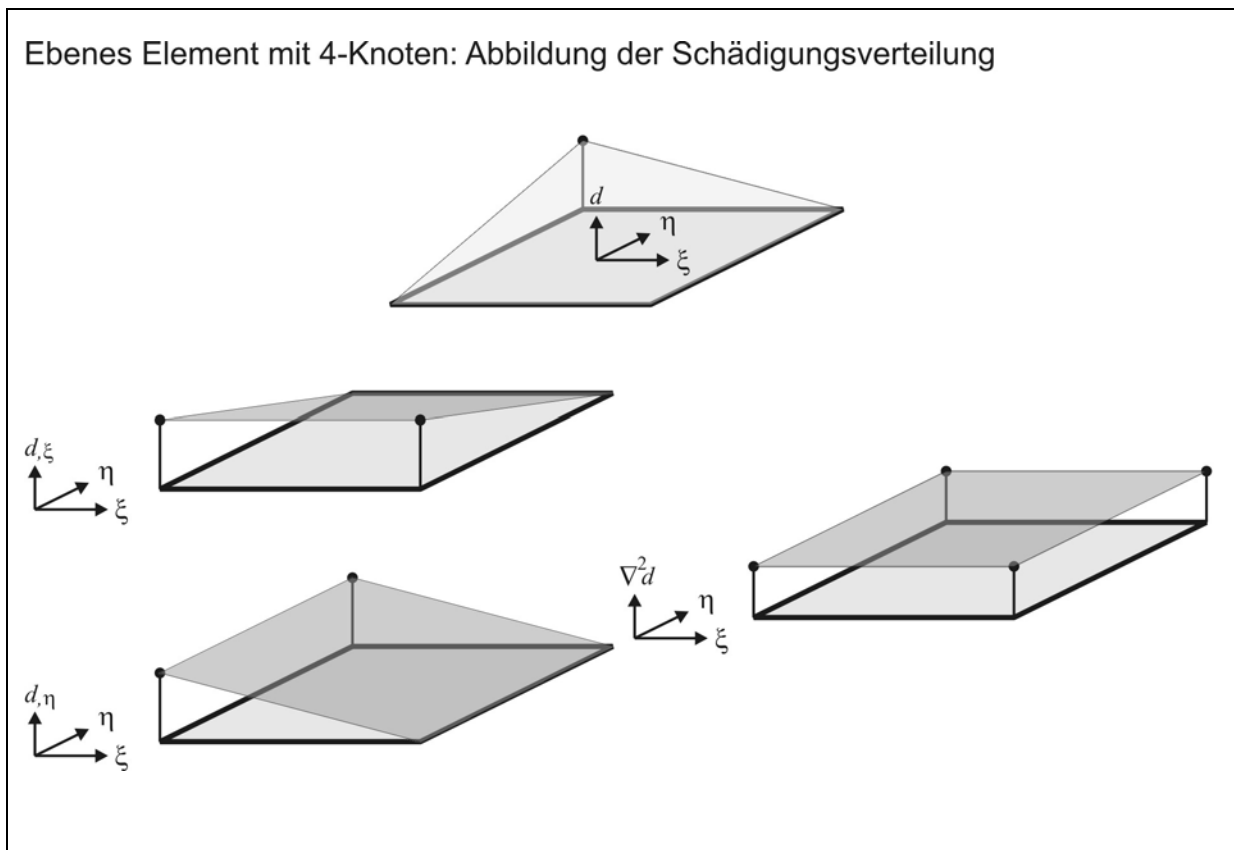 Ebenes Element mit 4-Knoten: Abbildung der Schädigungsverteilung
d
η
ξ
d,ξ
η
ξ
∇²d
η
ξ
d,η
η
ξ